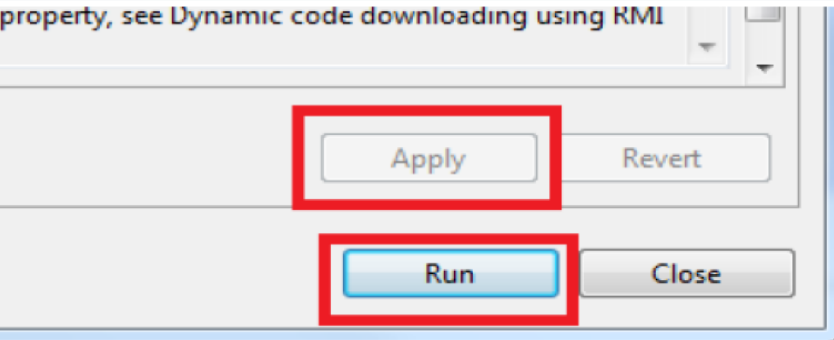 property, see Dynamic code downloading using RMI
Apply Revert
Run Close